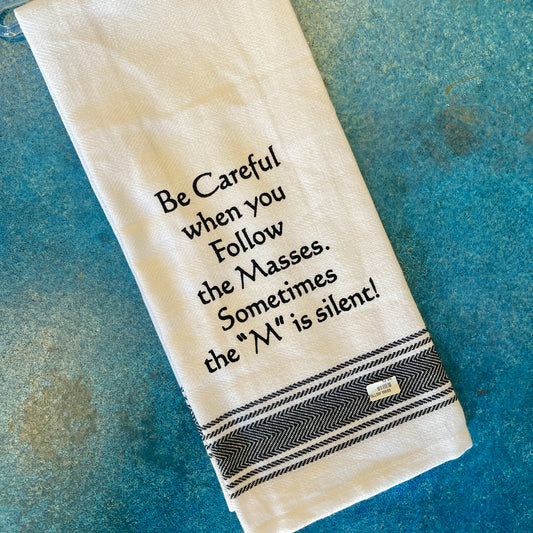 Be Careful
when you
Follow
the Masses.
Sometimes
the "M" is silent!